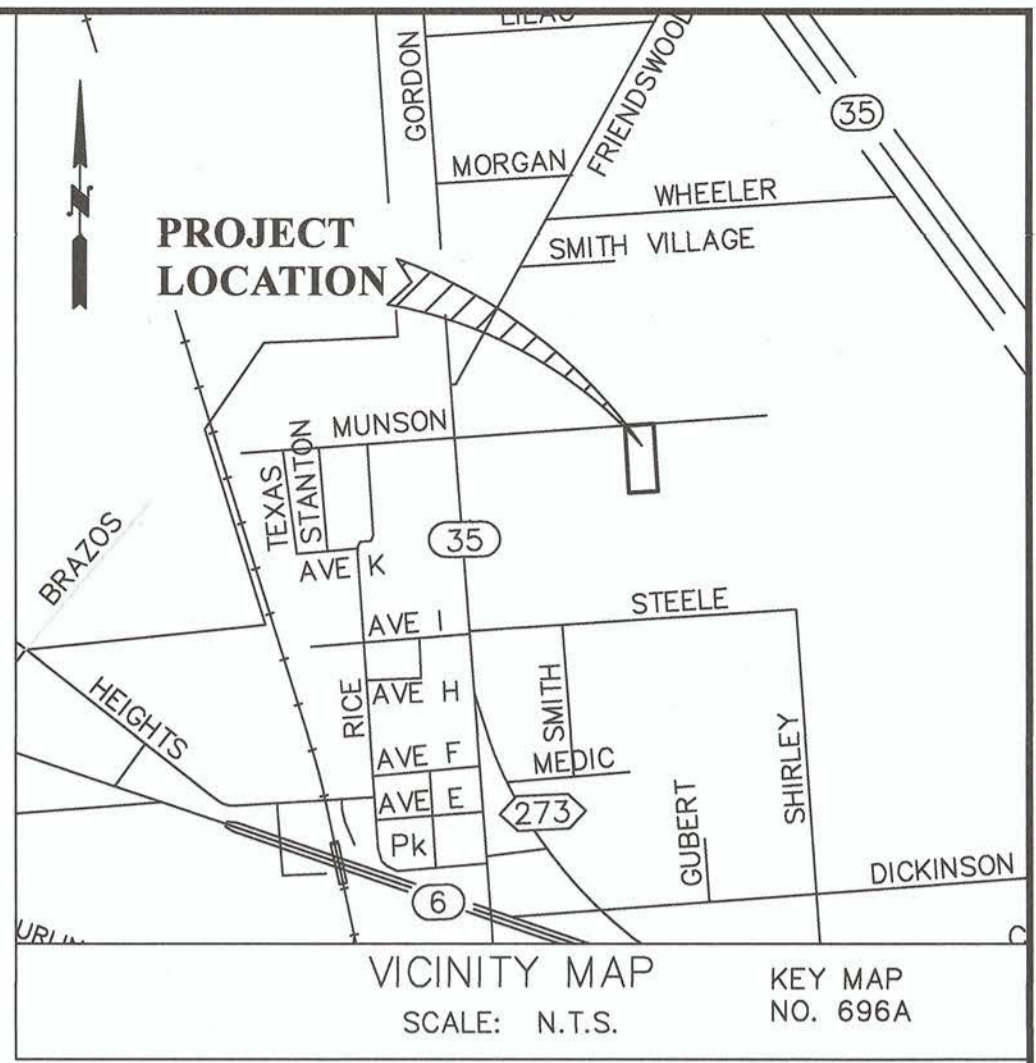 GORDON
FRIENDSWOOD
35
MORGAN
WHEELER
SMITH VILLAGE
N
PROJECT
LOCATION
MUNSON
TEXAS
STANTON
35
AVE K
BRAZOS
STEELE
AVE I
RICE
AVE H
SMITH
HEIGHTS
SHIRLEY
AVE F
MEDIC
AVE E
273
Pk
GUBERT
DICKINSON
6
VICINITY MAP
SCALE: N.T.S.
KEY MAP
NO. 696A